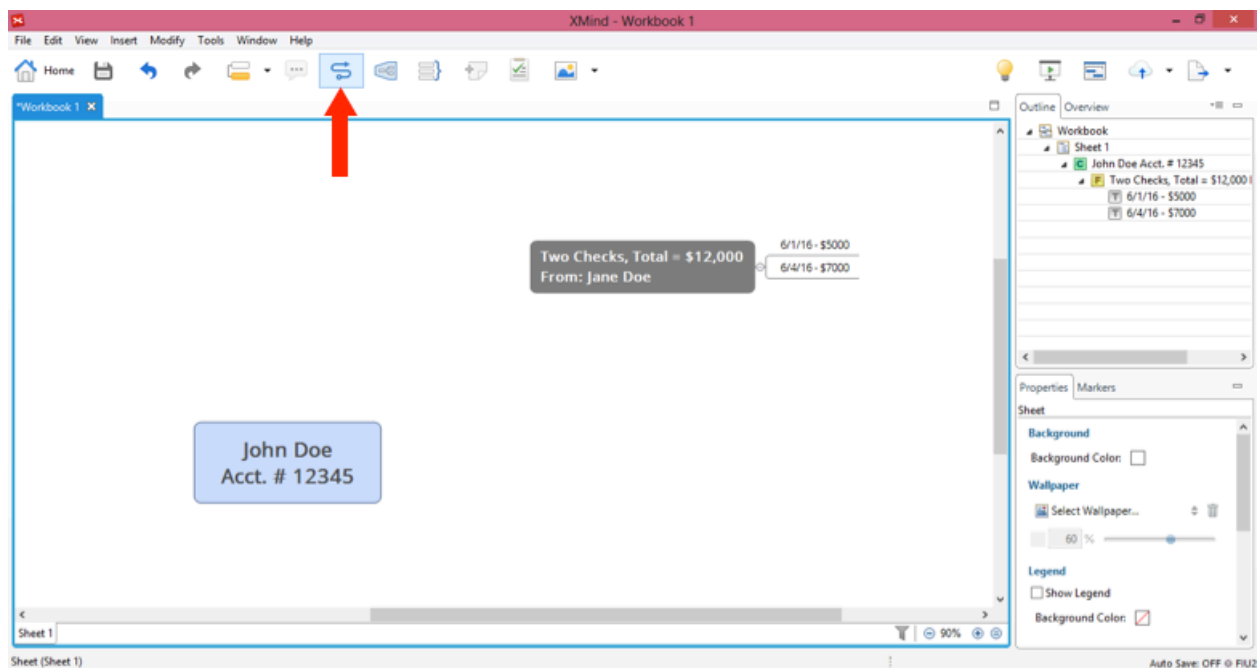 XMind - Workbook 1
File Edit View Insert Modify Tools Window Help
Home
*Workbook 1
Outline Overview
Workbook
Sheet 1
C John Doe Acct. # 12345
F Two Checks, Total = $12,000
T 6/1/16 - $5000
T 6/4/16 - $7000
Two Checks, Total = $12,000
From: Jane Doe
6/1/16 - $5000
6/4/16 - $7000
John Doe
Acct. # 12345
Properties Markers
Sheet
Background
Background Color:
Wallpaper
Select Wallpaper...
60 %
Legend
Show Legend
Background Color:
Sheet 1
90%
Sheet (Sheet 1)
Auto Save: OFF